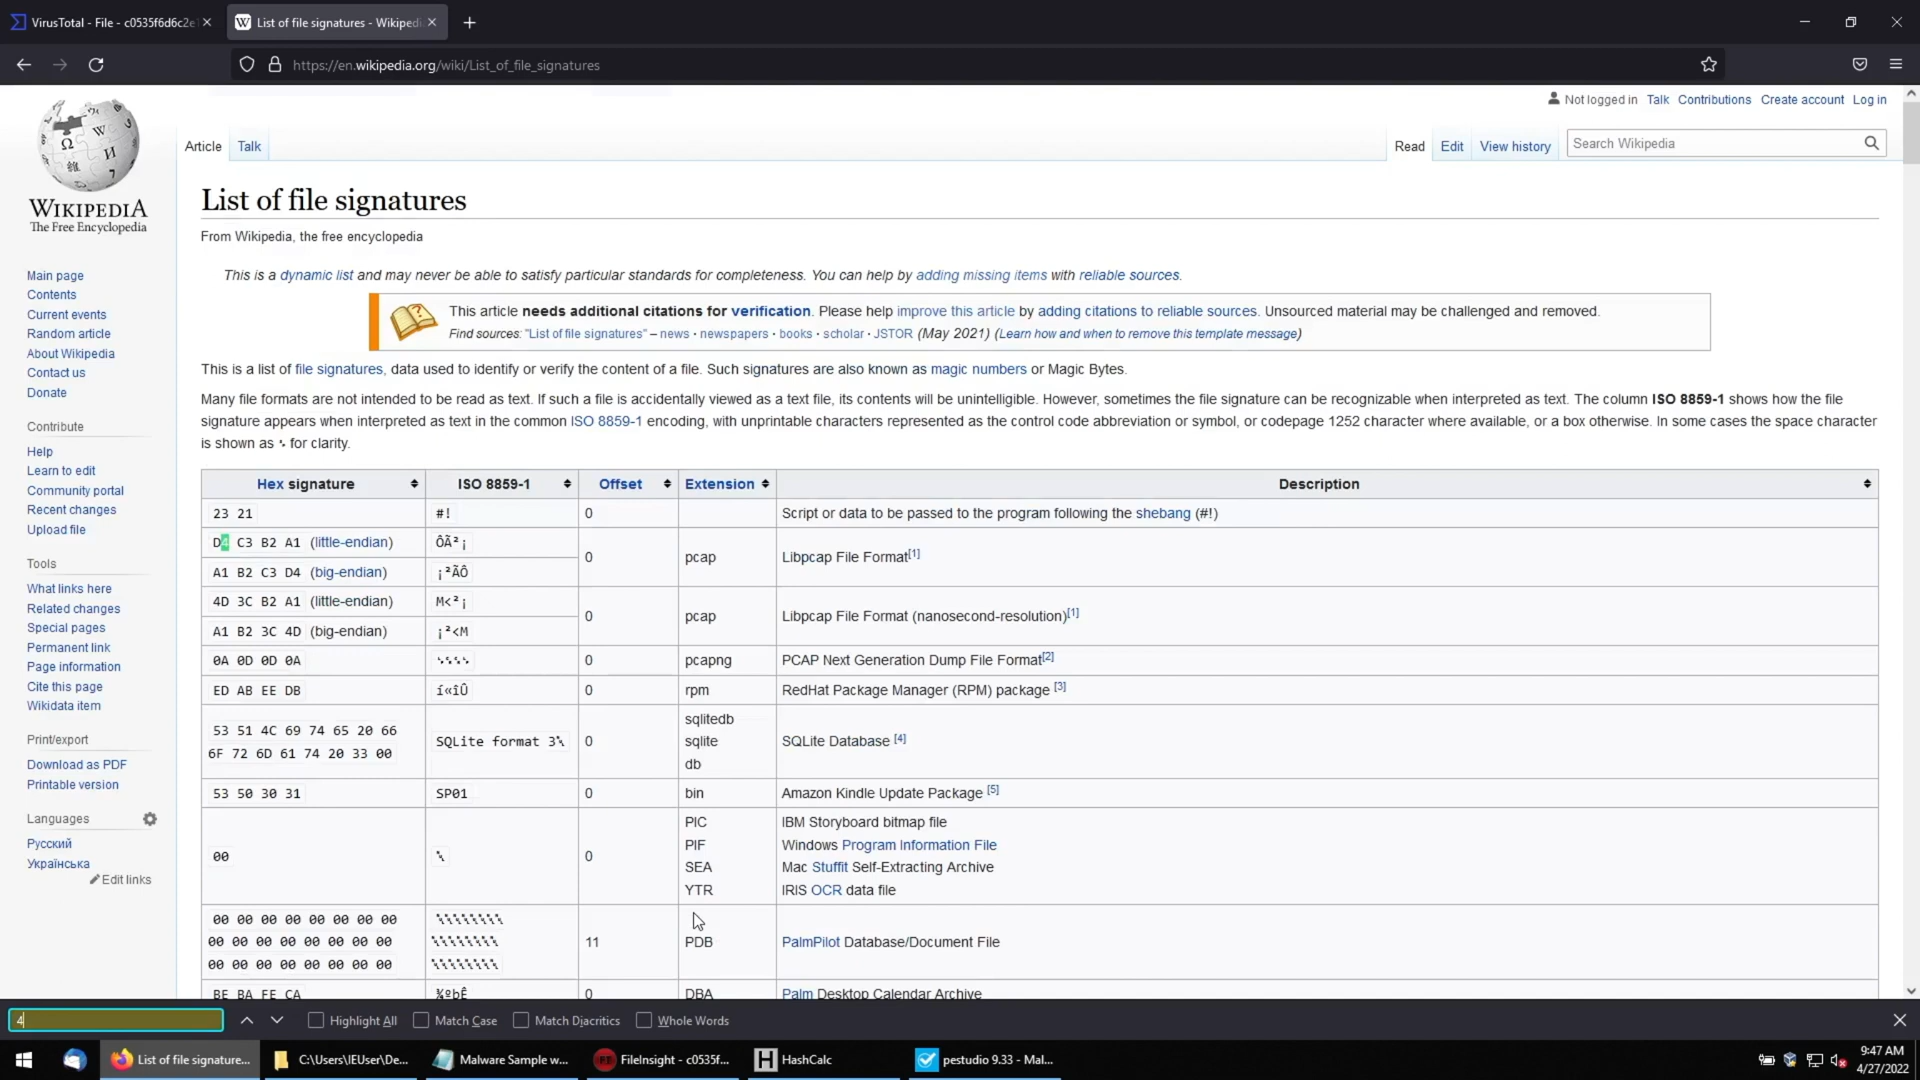 VirusTotal - File - c0535f6d6c2e
List of file signatures - Wikipedi
https://en.wikipedia.org/wiki/List_of_file_signatures
Not logged in Talk Contributions Create account Log in
Article Talk
Read Edit View history
Search Wikipedia
WIKIPEDIA
The Free Encyclopedia
Main page
Contents
Current events
Random article
About Wikipedia
Contact us
Donate
Contribute
Help
Learn to edit
Community portal
Recent changes
Upload file
Tools
What links here
Related changes
Special pages
Permanent link
Page information
Cite this page
Wikidata item
Print/export
Download as PDF
Printable version
Languages
Русский
Українська
Edit links
List of file signatures
From Wikipedia, the free encyclopedia
This is a dynamic list and may never be able to satisfy particular standards for completeness. You can help by adding missing items with reliable sources.
This article needs additional citations for verification. Please help improve this article by adding citations to reliable sources. Unsourced material may be challenged and removed.
Find sources: "List of file signatures" – news · newspapers · books · scholar · JSTOR (May 2021) (Learn how and when to remove this template message)
This is a list of file signatures, data used to identify or verify the content of a file. Such signatures are also known as magic numbers or Magic Bytes.
Many file formats are not intended to be read as text. If such a file is accidentally viewed as a text file, its contents will be unintelligible. However, sometimes the file signature can be recognizable when interpreted as text. The column ISO 8859-1 shows how the file
signature appears when interpreted as text in the common ISO 8859-1 encoding, with unprintable characters represented as the control code abbreviation or symbol, or codepage 1252 character where available, or a box otherwise. In some cases the space character
is shown as for clarity.
Hex signature ISO 8859-1 Offset Extension Description
23 21 #! 0 Script or data to be passed to the program following the shebang (#!)
D4 C3 B2 A1 (little-endian) ÔÃ²¡
0 pcap Libpcap File Format[1]
A1 B2 C3 D4 (big-endian) ¡²ÃÔ
4D 3C B2 A1 (little-endian) M<²¡
0 pcap Libpcap File Format (nanosecond-resolution)[1]
A1 B2 3C 4D (big-endian) ¡²<M
0A 0D 0D 0A 0 pcapng PCAP Next Generation Dump File Format[2]
ED AB EE DB í«îÛ 0 rpm RedHat Package Manager (RPM) package [3]
53 51 4C 69 74 65 20 66
6F 72 6D 61 74 20 33 00
SQLite format 3 0
sqlitedb
sqlite
db
SQLite Database [4]
53 50 30 31 SP01 0 bin Amazon Kindle Update Package [5]
00 0
PIC IBM Storyboard bitmap file
PIF Windows Program Information File
SEA Mac Stuffit Self-Extracting Archive
YTR IRIS OCR data file
00 00 00 00 00 00 00 00
00 00 00 00 00 00 00 00
00 00 00 00 00 00 00 00
11 PDB PalmPilot Database/Document File
BE BA FE CA ¾ºþÊ 0 DBA Palm Desktop Calendar Archive
4 Highlight All Match Case Match Diacritics Whole Words
List of file signature... C:\Users\IEUser\De... Malware Sample w... FileInsight - c0535f... HashCalc pestudio 9.33 - Mal...
9:47 AM
4/27/2022